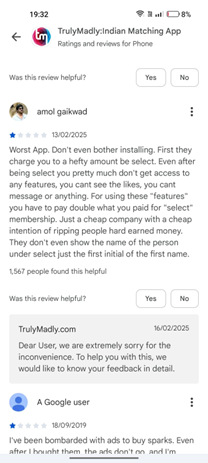 19:32
8%
TrulyMadly:Indian Matching App
Ratings and reviews for Phone
Was this review helpful?
Yes
No
amol gaikwad
13/02/2025
Worst App. Don't even bother installing. First they
charge you to a hefty amount be select. Even after
being select you pretty much don't get access to
any features, you cant see the likes, you cant
message or anything. For using these "features"
you have to pay double what you paid for "select"
membership. Just a cheap company with a cheap
intention of ripping people hard earned money.
They don't even show the name of the person
under select just the first initial of the first name.
1,567 people found this helpful
Was this review helpful?
Yes
No
TrulyMadly.com
16/02/2025
Dear User, we are extremely sorry for the
inconvenience. To help you with this, we
would like to know your feedback in detail.
A Google user
18/09/2019
I've been bombarded with ads to buy sparks. Even
after I bought them, the ads don't go, and I'm